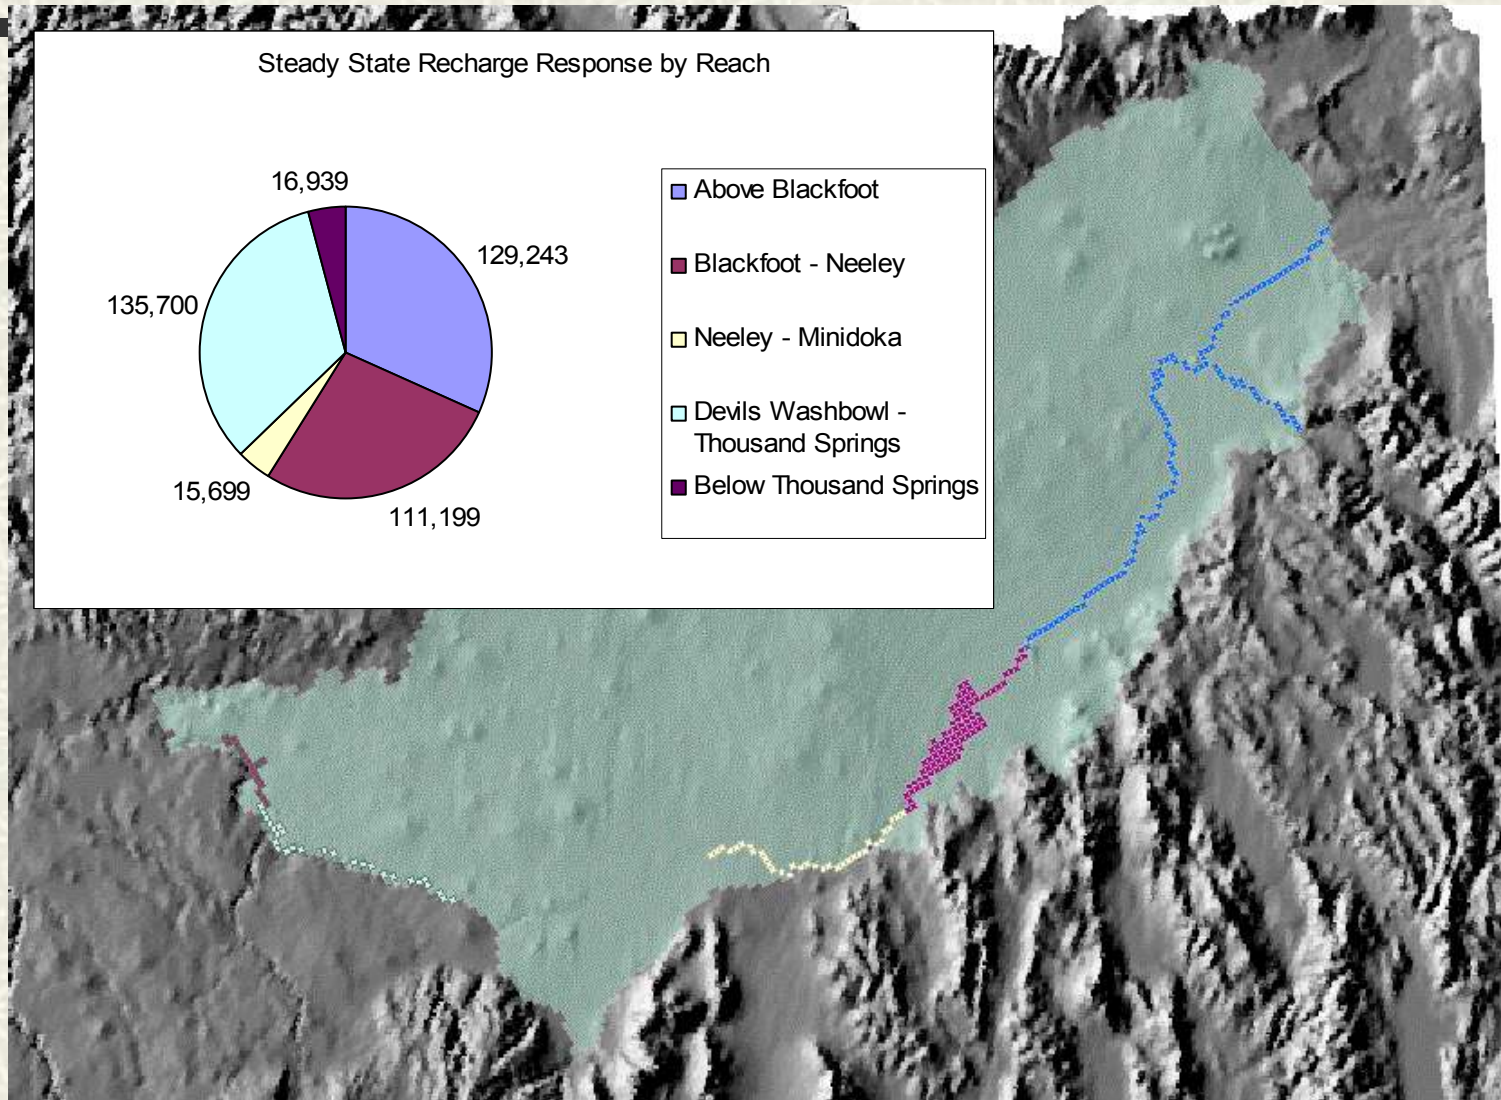 Steady State Recharge Response by Reach
16,939
129,243
135,700
15,699
111,199
Above Blackfoot
Blackfoot - Neeley
Neeley - Minidoka
Devils Washbowl -
Thousand Springs
Below Thousand Springs